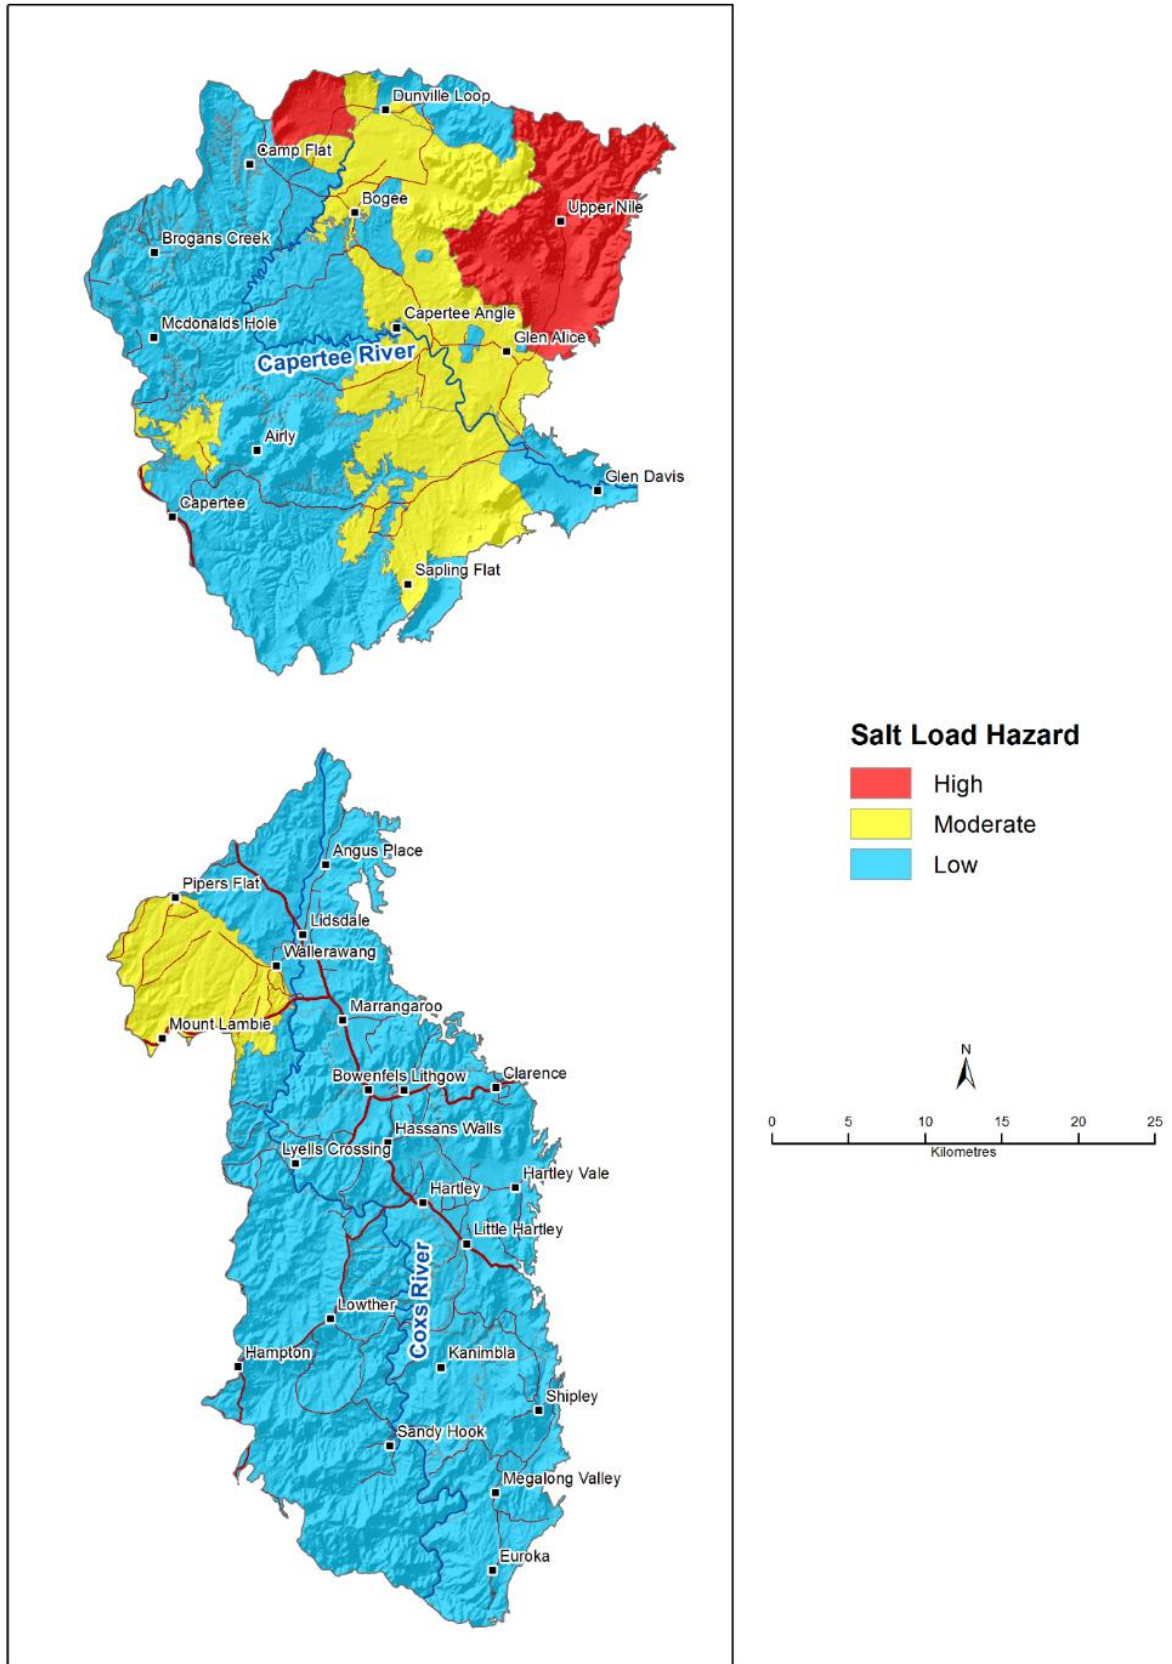 Dunville Loop
Camp Flat
Bogee
Upper Nile
Brogans Creek
Capertee Angle
Mcdonalds Hole
Glen Alice
Capertee River
Airly
Glen Davis
Capertee
Sapling Flat
Salt Load Hazard
High
Moderate
Low
Angus Place
Pipers Flat
Lidsdale
Wallerawang
Marrangaroo
Mount Lambie
N
Bowenfels Lithgow
Clarence
0 5 10 15 20 25
Kilometres
Hassans Walls
Lyells Crossing
Hartley Vale
Hartley
Little Hartley
Coxs River
Lowther
Hampton
Kanimbla
Shipley
Sandy Hook
Megalong Valley
Euroka